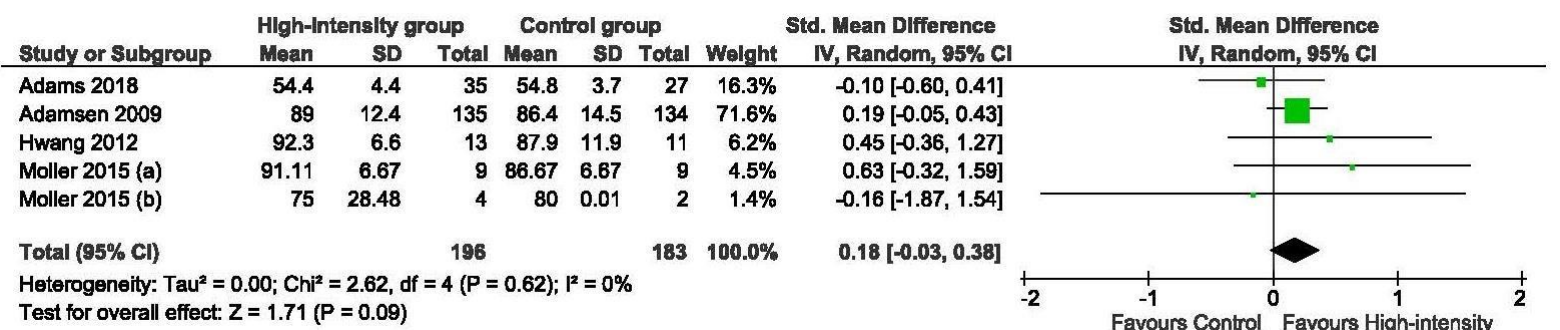 High-Intensity group Control group Std. Mean Difference Std. Mean Difference
Study or Subgroup Mean SD Total Mean SD Total Weight IV, Random, 95% CI IV, Random, 95% CI
Adams 2018 54.4 4.4 35 54.8 3.7 27 16.3% -0.10 [-0.60, 0.41]
Adamsen 2009 89 12.4 135 86.4 14.5 134 71.6% 0.19 [-0.05, 0.43]
Hwang 2012 92.3 6.6 13 87.9 11.9 11 6.2% 0.45 [-0.36, 1.27]
Moller 2015 (a) 91.11 6.67 9 86.67 6.67 9 4.5% 0.63 [-0.32, 1.59]
Moller 2015 (b) 75 28.48 4 80 0.01 2 1.4% -0.16 [-1.87, 1.54]
Total (95% CI) 196 183 100.0% 0.18 [-0.03, 0.38]
Heterogeneity: Tau² = 0.00; Chi² = 2.62, df = 4 (P = 0.62); I² = 0%
Test for overall effect: Z = 1.71 (P = 0.09)
-2 -1 0 1 2
Favours Control Favours High-intensity